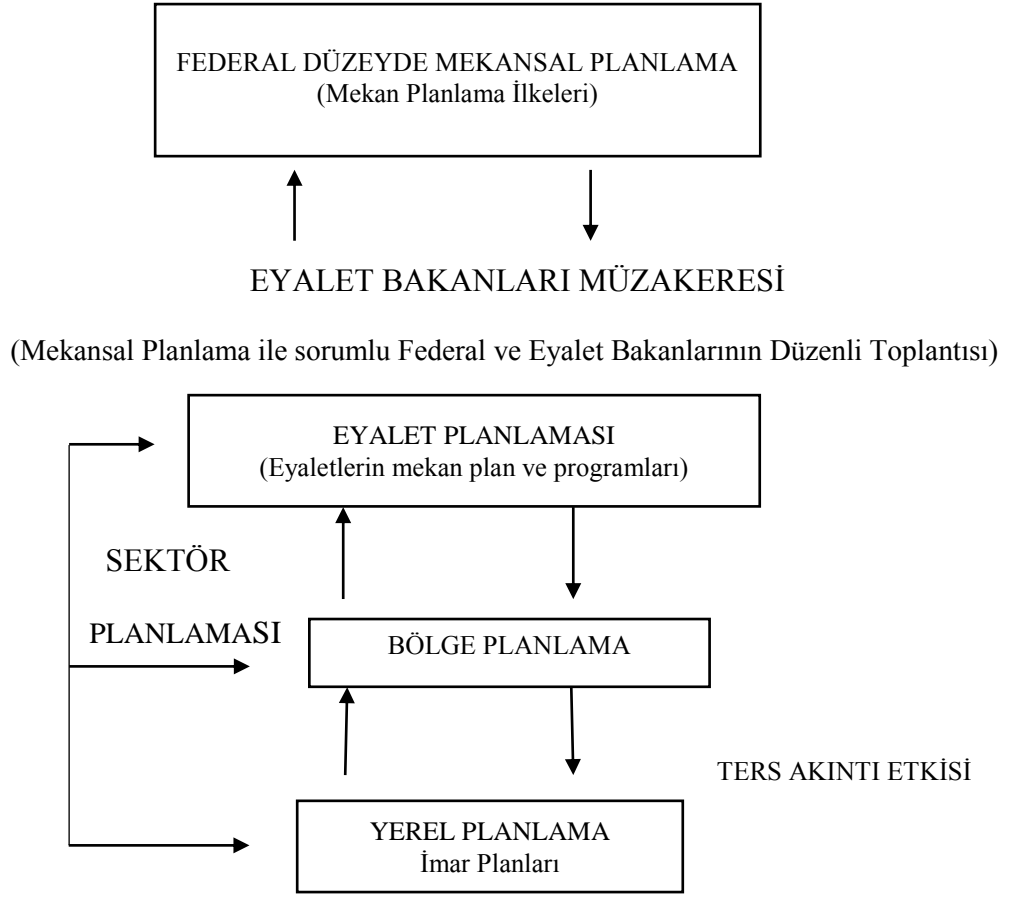 FEDERAL DÜZEYDE MEKANSAL PLANLAMA
(Mekan Planlama İlkeleri)
EYALET BAKANLARI MÜZAKERESİ
(Mekansal Planlama ile sorumlu Federal ve Eyalet Bakanlarının Düzenli Toplantısı)
EYALET PLANLAMASI
(Eyaletlerin mekan plan ve programları)
SEKTÖR
PLANLAMASI
BÖLGE PLANLAMA
TERS AKINTI ETKİSİ
YEREL PLANLAMA
İmar Planları